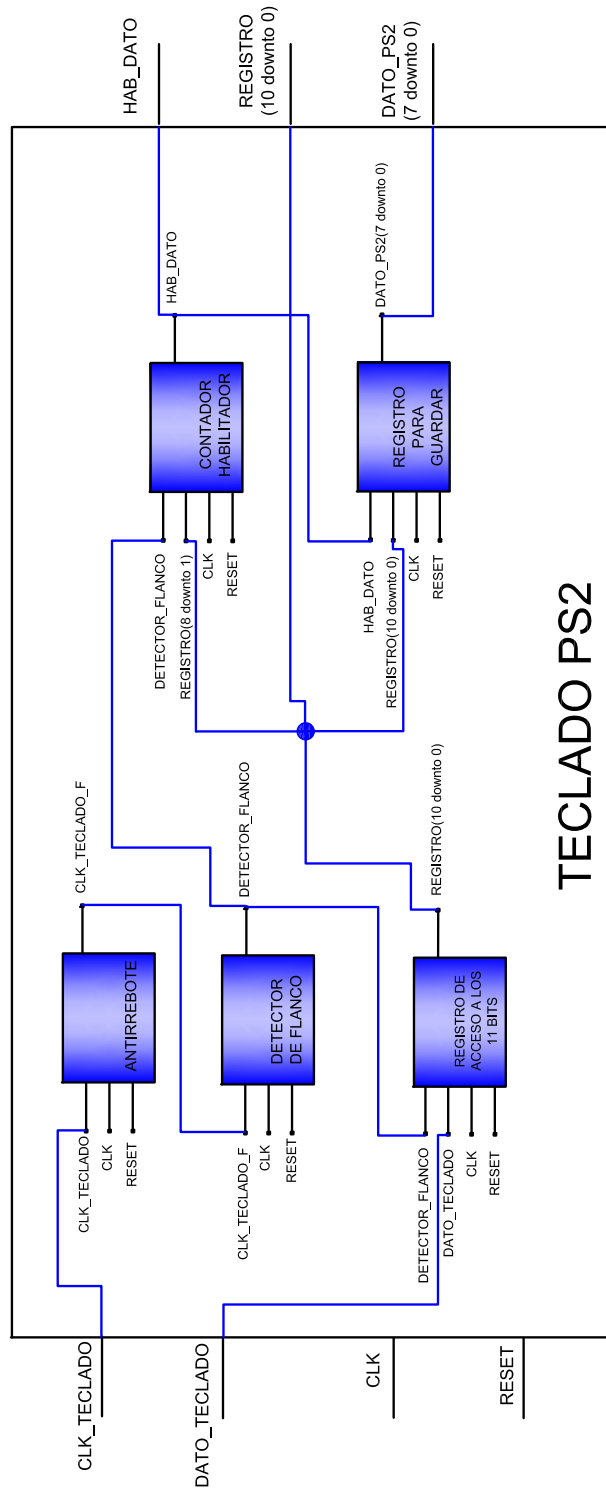 CLK_TECLADO
DATO_TECLADO
CLK
RESET
CLK_TECLADO
CLK
RESET
ANTIRREBOTE
CLK_TECLADO_F
CLK_TECLADO_F
CLK
RESET
DETECTOR
DE FLANCO
DETECTOR_FLANCO
DETECTOR_FLANCO
DATO_TECLADO
CLK
RESET
REGISTRO DE
ACCESO A LOS
11 BITS
REGISTRO(10 downto 0)
DETECTOR_FLANCO
REGISTRO(8 downto 1)
CLK
RESET
CONTADOR
HABILITADOR
HAB_DATO
HAB_DATO
REGISTRO(10 downto 0)
CLK
RESET
REGISTRO
PARA
GUARDAR
DATO_PS2(7 downto 0)
HAB_DATO
REGISTRO
(10 downto 0)
DATO_PS2
(7 downto 0)
TECLADO PS2